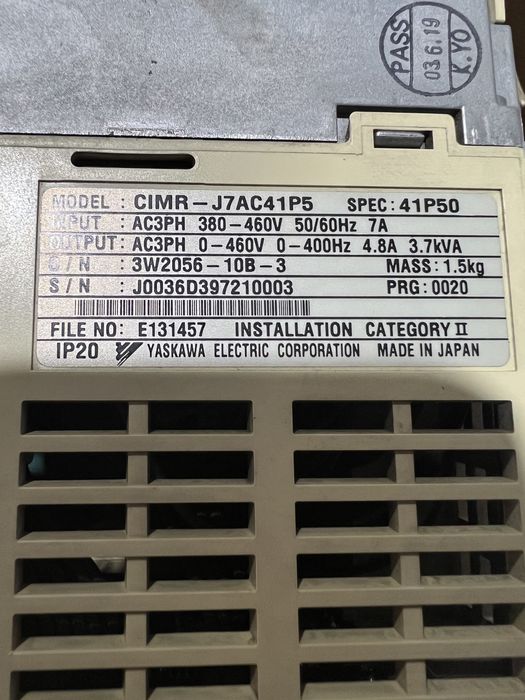 PASS
03.6.19
K.YO
MODEL : CIMR-J7AC41P5 SPEC: 41P50
INPUT : AC3PH 380-460V 50/60Hz 7A
OUTPUT: AC3PH 0-460V 0-400Hz 4.8A 3.7kVA
O / N : 3W2056-10B-3 MASS: 1.5kg
S / N : J0036D397210003 PRG: 0020
FILE NO: E131457 INSTALLATION CATEGORY II
IP20 YASKAWA ELECTRIC CORPORATION MADE IN JAPAN